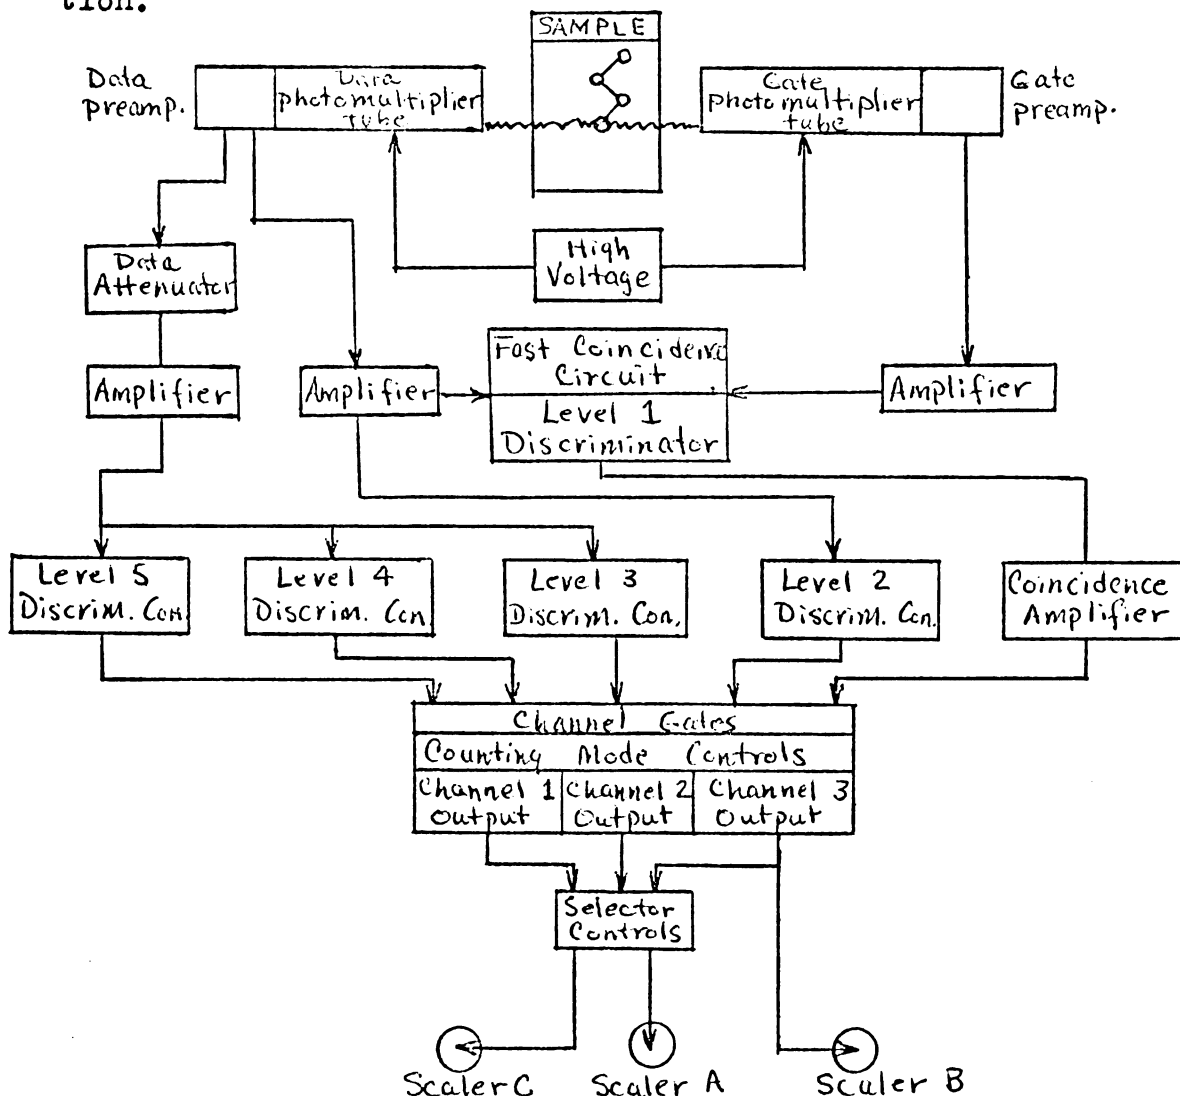 tion.
SAMPLE
Data
preamp.
Data
photomultiplier
tube
Gate
photomultiplier
tube
Gate
preamp.
High
Voltage
Data
Attenuator
Fast Coincidence
Circuit
Level 1
Discriminator
Amplifier
Amplifier
Amplifier
Level 5
Discrim. Con.
Level 4
Discrim. Con
Level 3
Discrim. Con.
Level 2
Discrim. Con.
Coincidence
Amplifier
Channel Gates
Counting Mode Controls
Channel 1
Output
Channel 2
Output
Channel 3
Output
Selector
Controls
Scaler C
Scaler A
Scaler B